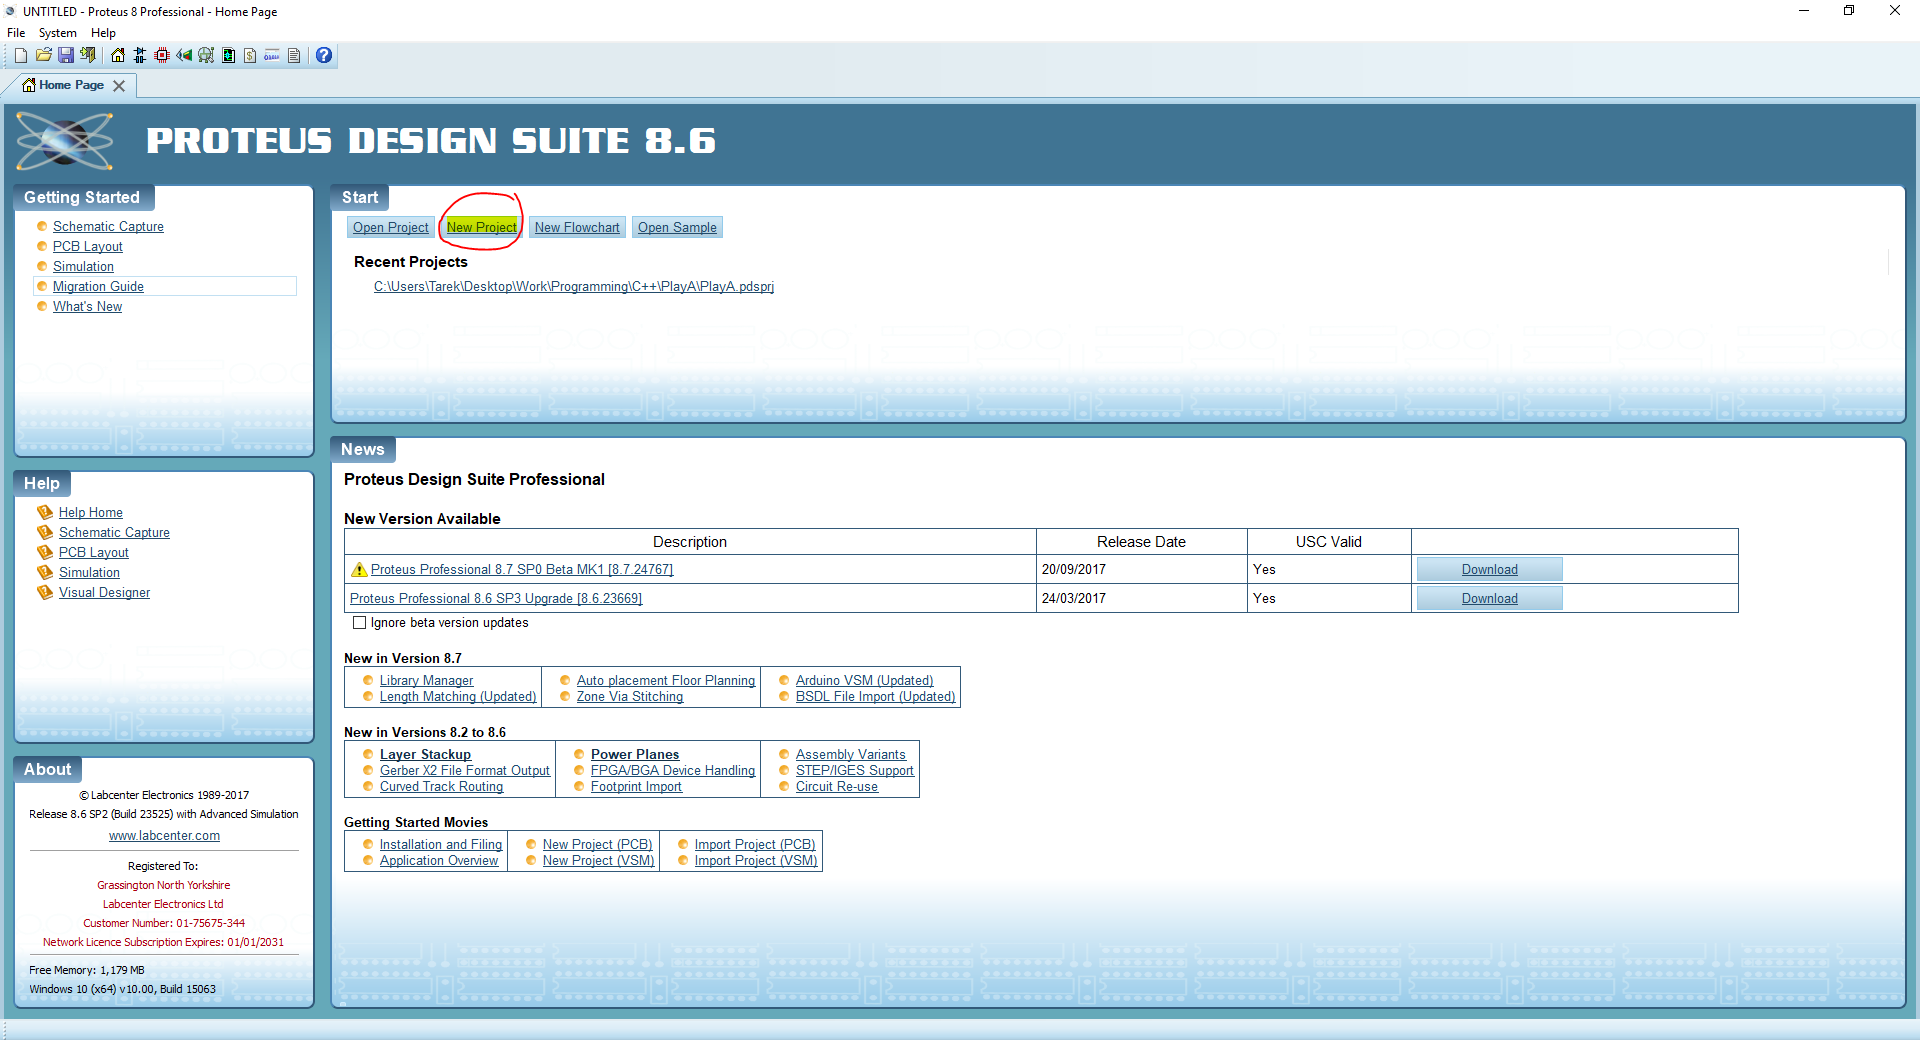 UNTITLED - Proteus 8 Professional - Home Page
File System Help
Home Page
PROTEUS DESIGN SUITE 8.6
Getting Started
Schematic Capture
PCB Layout
Simulation
Migration Guide
What's New
Start
Open Project New Project New Flowchart Open Sample
Recent Projects
C:\Users\Tarek\Desktop\Work\Programming\C++\PlayA\PlayA.pdsprj
Help
Help Home
Schematic Capture
PCB Layout
Simulation
Visual Designer
News
Proteus Design Suite Professional
New Version Available
Description Release Date USC Valid
Proteus Professional 8.7 SP0 Beta MK1 [8.7.24767] 20/09/2017 Yes Download
Proteus Professional 8.6 SP3 Upgrade [8.6.23669] 24/03/2017 Yes Download
Ignore beta version updates
New in Version 8.7
Library Manager Auto placement Floor Planning Arduino VSM (Updated)
Length Matching (Updated) Zone Via Stitching BSDL File Import (Updated)
New in Versions 8.2 to 8.6
Layer Stackup Power Planes Assembly Variants
Gerber X2 File Format Output FPGA/BGA Device Handling STEP/IGES Support
Curved Track Routing Footprint Import Circuit Re-use
Getting Started Movies
Installation and Filing New Project (PCB) Import Project (PCB)
Application Overview New Project (VSM) Import Project (VSM)
About
© Labcenter Electronics 1989-2017
Release 8.6 SP2 (Build 23525) with Advanced Simulation
www.labcenter.com
Registered To:
Grassington North Yorkshire
Labcenter Electronics Ltd
Customer Number: 01-75675-344
Network Licence Subscription Expires: 01/01/2031
Free Memory: 1,179 MB
Windows 10 (x64) v10.00, Build 15063